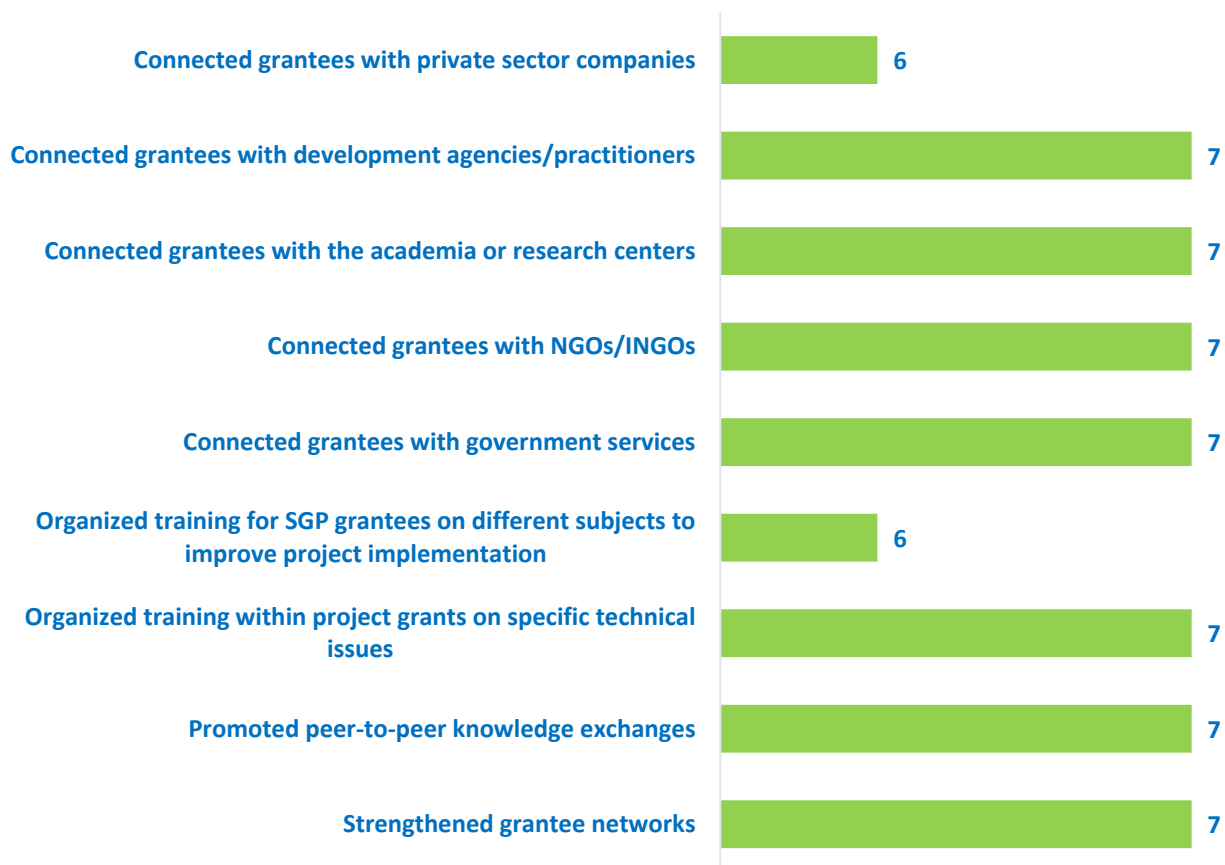 Connected grantees with private sector companies
6
Connected grantees with development agencies/practitioners
7
Connected grantees with the academia or research centers
7
Connected grantees with NGOs/INGOs
7
Connected grantees with government services
7
Organized training for SGP grantees on different subjects to
improve project implementation
6
Organized training within project grants on specific technical
issues
7
Promoted peer-to-peer knowledge exchanges
7
Strengthened grantee networks
7